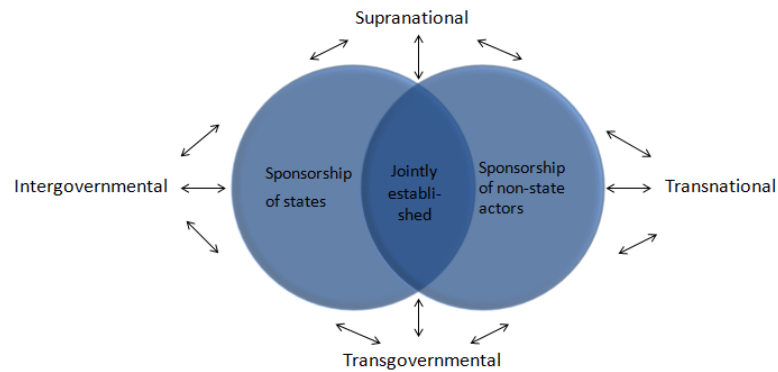 Supranational
Intergovernmental
Sponsorship
of states
Jointly
establi-
shed
Sponsorship
of non-state
actors
Transnational
Transgovernmental